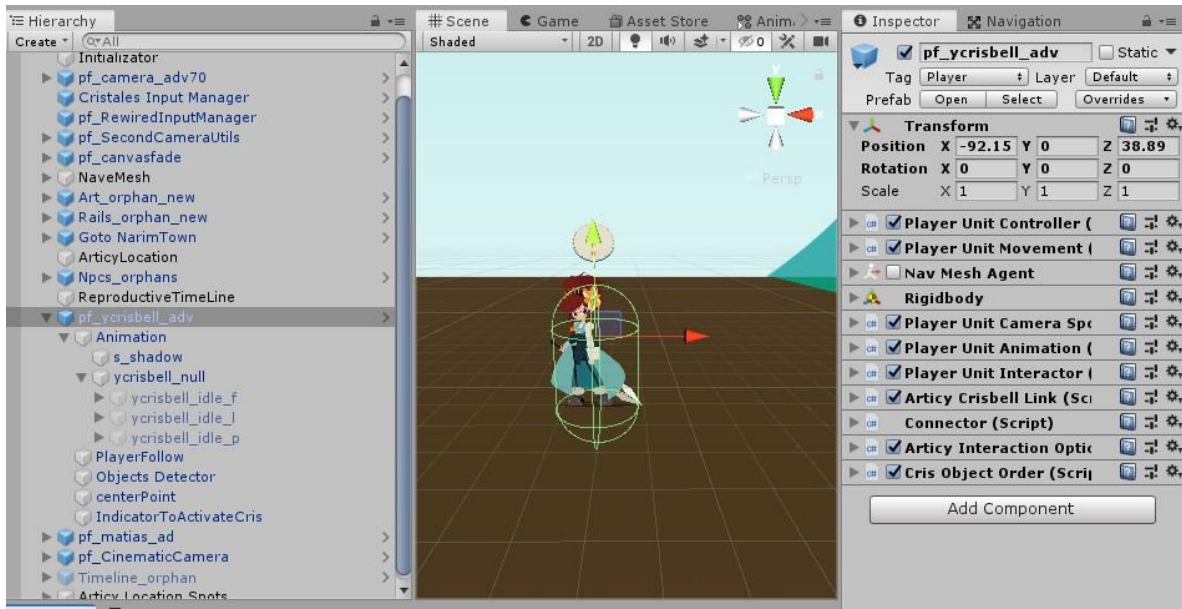 Hierarchy
Create
All
Initializator
pf_camera_adv70
Cristales Input Manager
pf_RewiredInputManager
pf_SecondCameraUtils
pf_canvasfade
NaveMesh
Art_orphan_new
Rails_orphan_new
Goto NarimTown
ArticyLocation
Npcs_orphans
ReproductiveTimeLine
pf_ycrisbell_adv
Animation
s_shadow
ycrisbell_null
ycrisbell_idle_f
ycrisbell_idle_l
ycrisbell_idle_p
PlayerFollow
Objects Detector
centerPoint
IndicatorToActivateCris
pf_matias_ad
pf_CinematicCamera
Timeline_orphan
Articy Location Spots
Scene Game Asset Store Anim.
Shaded 2D 0
y
Persp
Inspector Navigation
pf_ycrisbell_adv Static
Tag Player Layer Default
Prefab Open Select Overrides
Transform
Position X -92.15 Y 0 Z 38.89
Rotation X 0 Y 0 Z 0
Scale X 1 Y 1 Z 1
Player Unit Controller (
Player Unit Movement (
Nav Mesh Agent
Rigidbody
Player Unit Camera Spo
Player Unit Animation (
Player Unit Interactor (
Articy Crisbell Link (Scr
Connector (Script)
Articy Interaction Optio
Cris Object Order (Scrip
Add Component